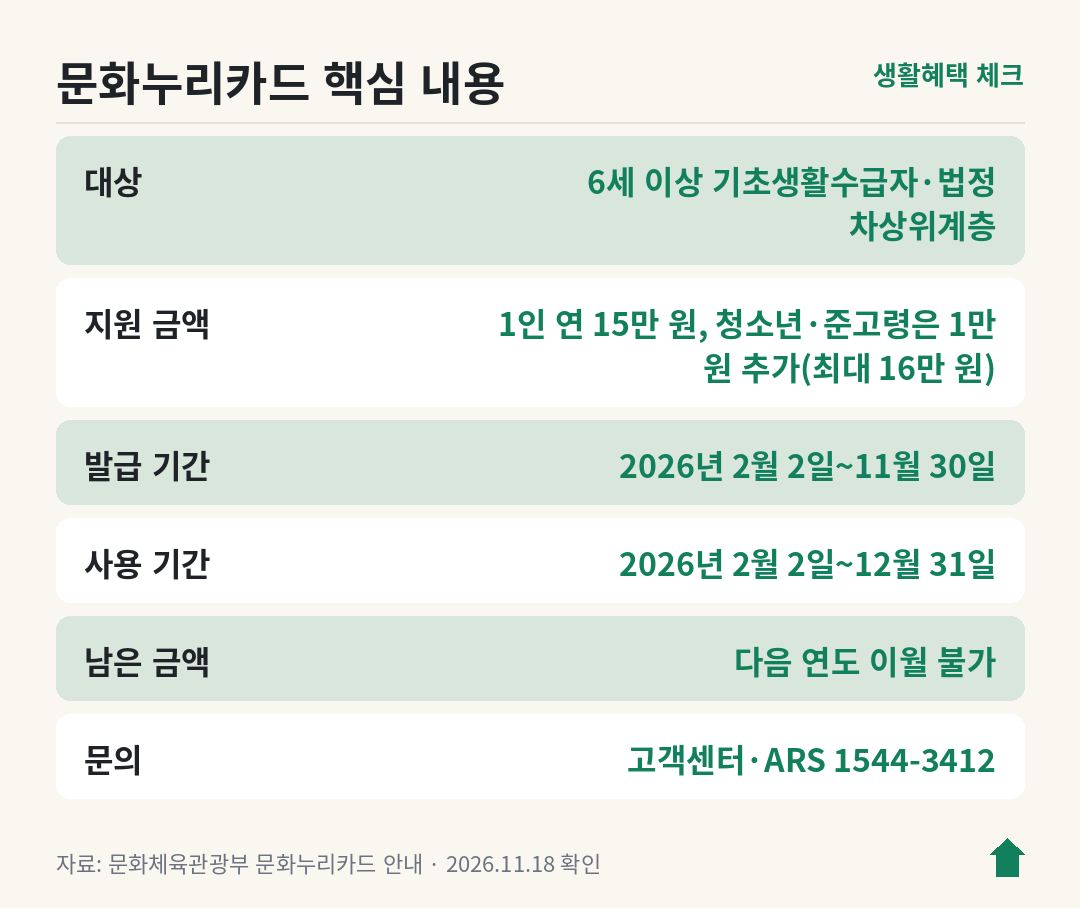 문화누리카드 핵심 내용
생활혜택 체크
대상
6세 이상 기초생활수급자·법정
차상위계층
지원 금액
1인 연 15만 원, 청소년·준고령은 1만
원 추가(최대 16만 원)
발급 기간
2026년 2월 2일~11월 30일
사용 기간
2026년 2월 2일~12월 31일
남은 금액
다음 연도 이월 불가
문의
고객센터·ARS 1544-3412
자료: 문화체육관광부 문화누리카드 안내 · 2026.11.18 확인